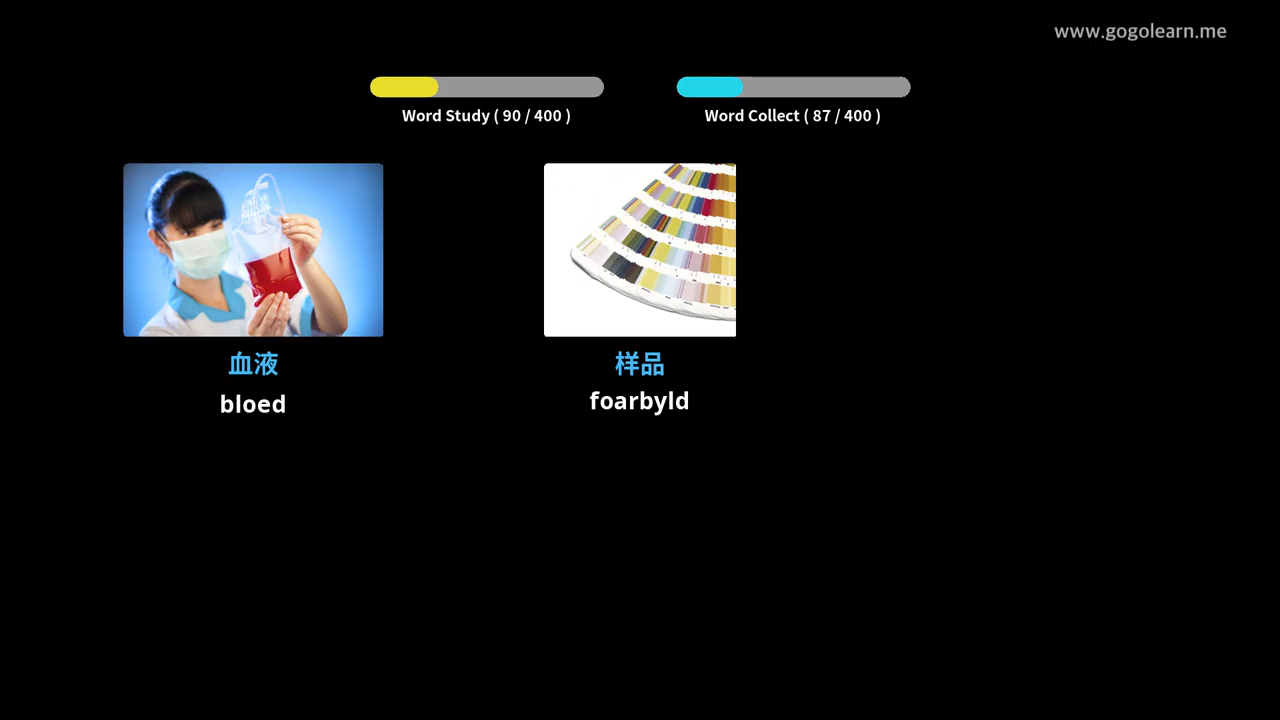 www.gogolearn.me
Word Study ( 90 / 400 )
Word Collect ( 87 / 400 )
血液
bloed
样品
foarbyld